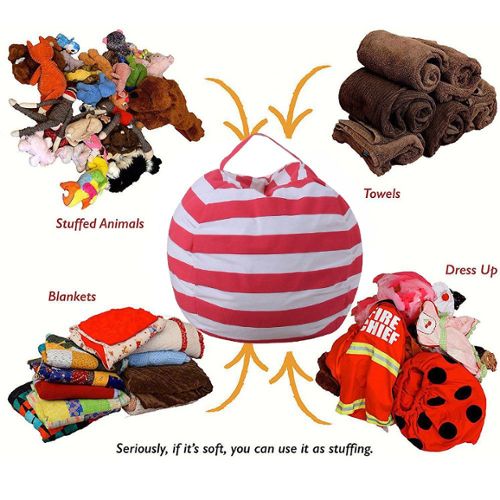 Stuffed Animals
Towels
Blankets
Dress Up
FIRE
CHIEF
Seriously, if it's soft, you can use it as stuffing.